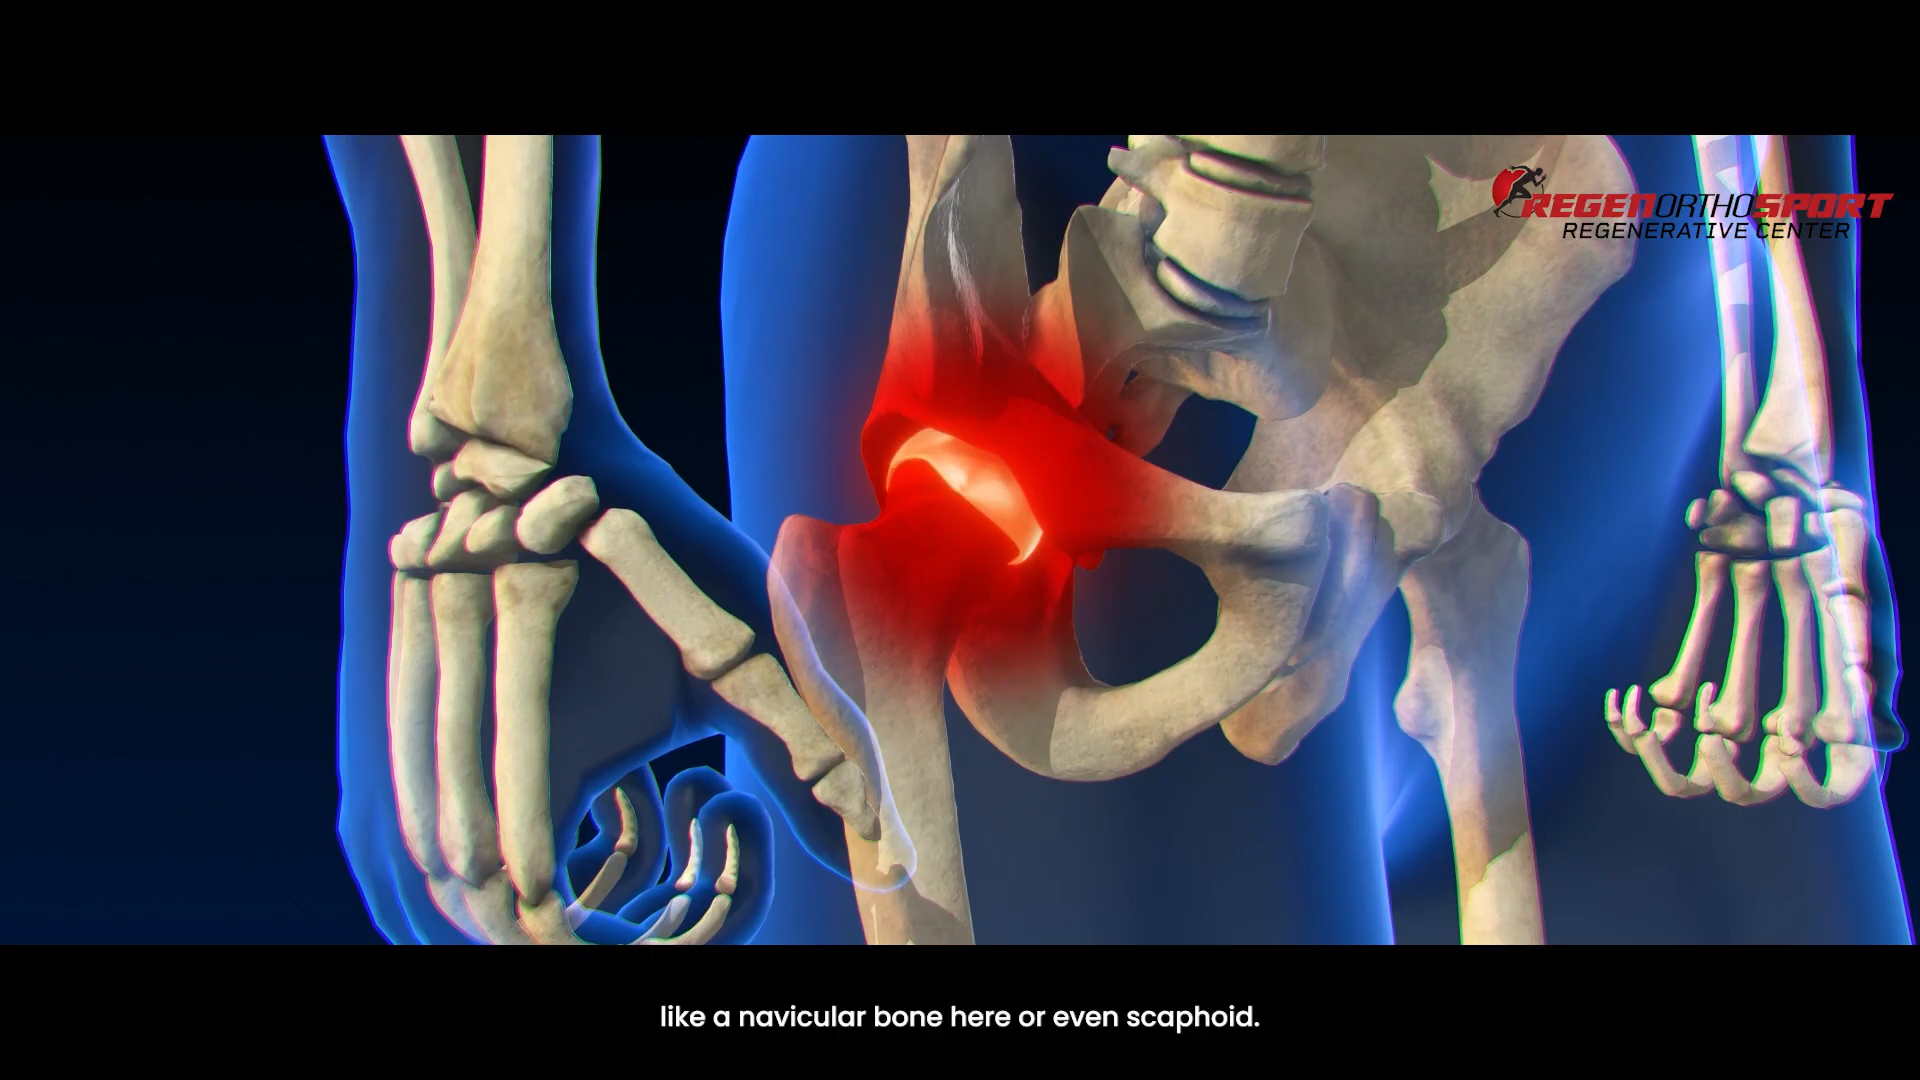 REGENORTHOSPORT
REGENERATIVE CENTER
like a navicular bone here or even scaphoid.